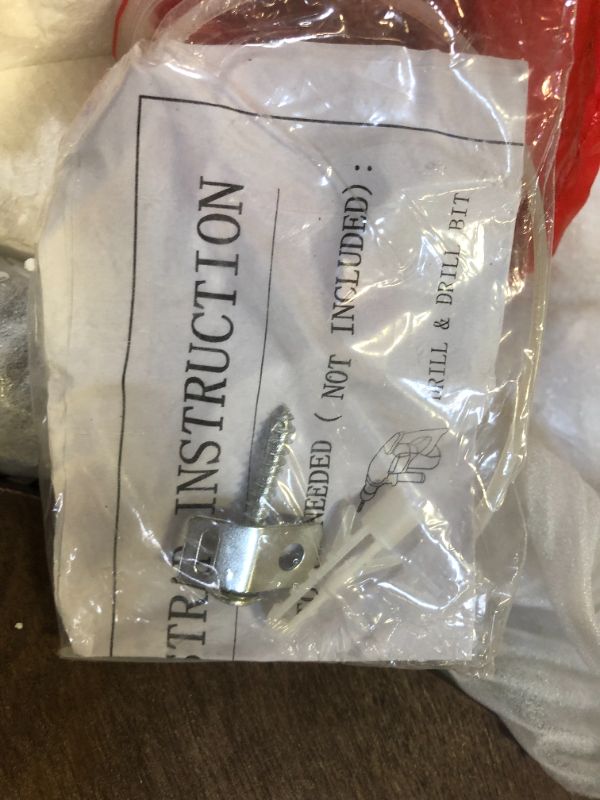 INSTRUCTION
NEEDED ( NOT INCLUDED):
DRILL & DRILL BIT